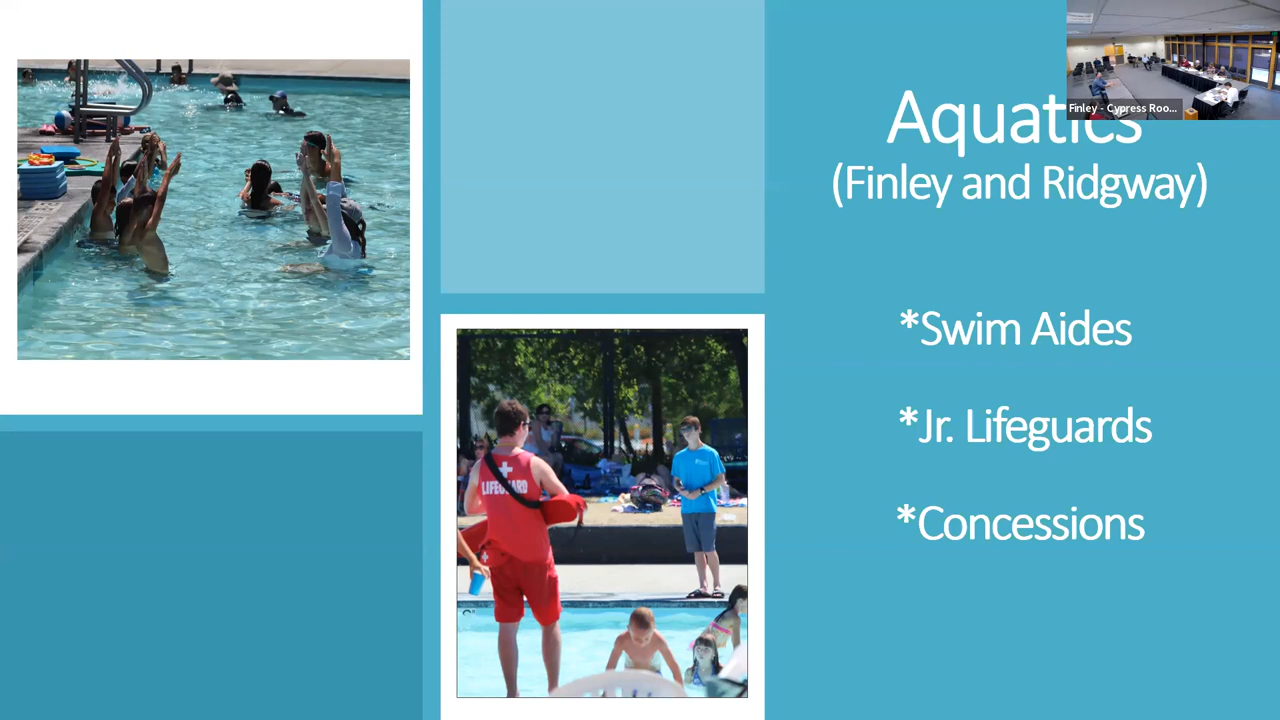 Aquatics
(Finley and Ridgway)
*Swim Aides
*Jr. Lifeguards
*Concessions
Finley - Cypress Roo...
LIFEGUARD